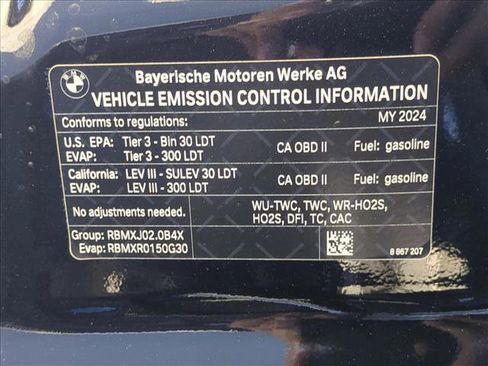 BMW
Bayerische Motoren Werke AG
VEHICLE EMISSION CONTROL INFORMATION
Conforms to regulations: MY 2024
U.S. EPA: Tier 3 - Bin 30 LDT CA OBD II Fuel: gasoline
EVAP: Tier 3 - 300 LDT
California: LEV III - SULEV 30 LDT CA OBD II Fuel: gasoline
EVAP: LEV III - 300 LDT
No adjustments needed. WU-TWC, TWC, WR-HO2S,
HO2S, DFI, TC, CAC
Group: RBMXJ02.0B4X
Evap: RBMXR0150G30 8 867 207